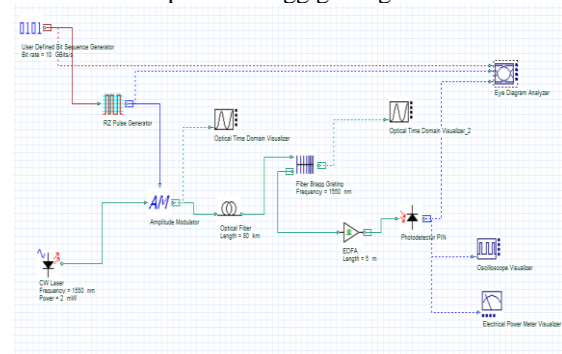 0101
User Defined Bit Sequence Generator
Bit rate = 10 GBits/s
RZ Pulse Generator
Optical Time Domain Visualizer
Optical Time Domain Visualizer_2
Eye Diagram Analyzer
AM
Amplitude Modulator
Optical Fiber
Length = 80 km
Fiber Bragg Grating
Frequency = 1550 nm
EDFA
Length = 5 m
Photodetector PIN
CW Laser
Frequency = 1550 nm
Power = 2 mW
Oscilloscope Visualizer
Electrical Power Meter Visualizer